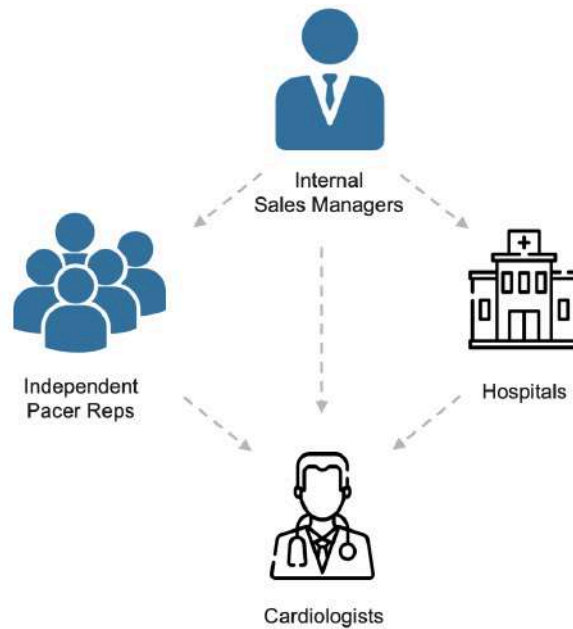 Internal
Sales Managers
Independent
Pacer Reps
Hospitals
Cardiologists